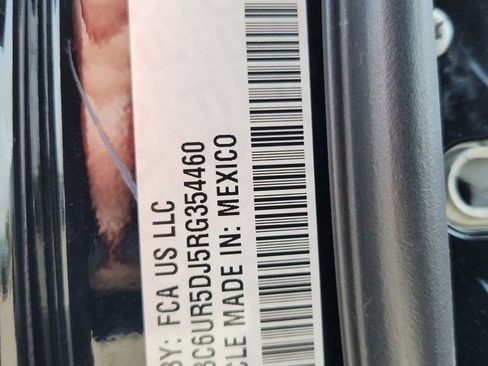 BY: FCA US LLC
3C6UR5DJ5RG354460
CLE MADE IN: MEXICO